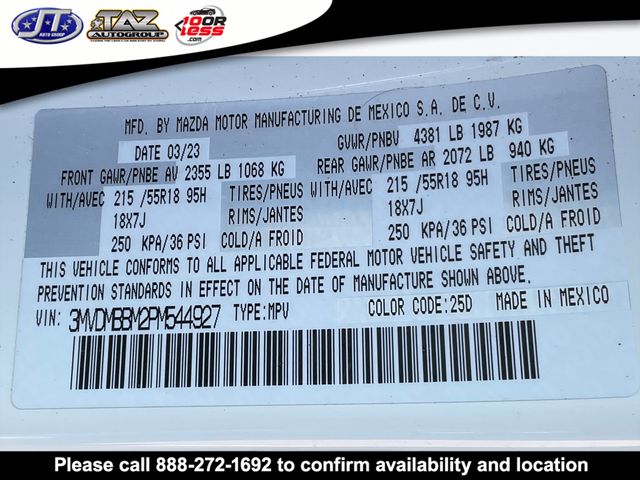 JT
AUTO GROUP
TAZ
AUTOGROUP
10 OR
LESS.COM
MFD. BY MAZDA MOTOR MANUFACTURING DE MEXICO S.A. DE C.V.
DATE 03/23 GVWR/PNBV 4381 LB 1987 KG
FRONT GAWR/PNBE AV 2355 LB 1068 KG REAR GAWR/PNBE AR 2072 LB 940 KG
WITH/AVEC 215 /55R18 95H TIRES/PNEUS WITH/AVEC 215 /55R18 95H TIRES/PNEUS
18X7J RIMS/JANTES 18X7J RIMS/JANTES
250 KPA/36 PSI COLD/A FROID 250 KPA/36 PSI COLD/A FROID
THIS VEHICLE CONFORMS TO ALL APPLICABLE FEDERAL MOTOR VEHICLE SAFETY AND THEFT
PREVENTION STANDARDS IN EFFECT ON THE DATE OF MANUFACTURE SHOWN ABOVE.
VIN: 3MVDMBBM2PM544927 TYPE:MPV COLOR CODE:25D MADE IN MEXICO
Please call 888-272-1692 to confirm availability and location